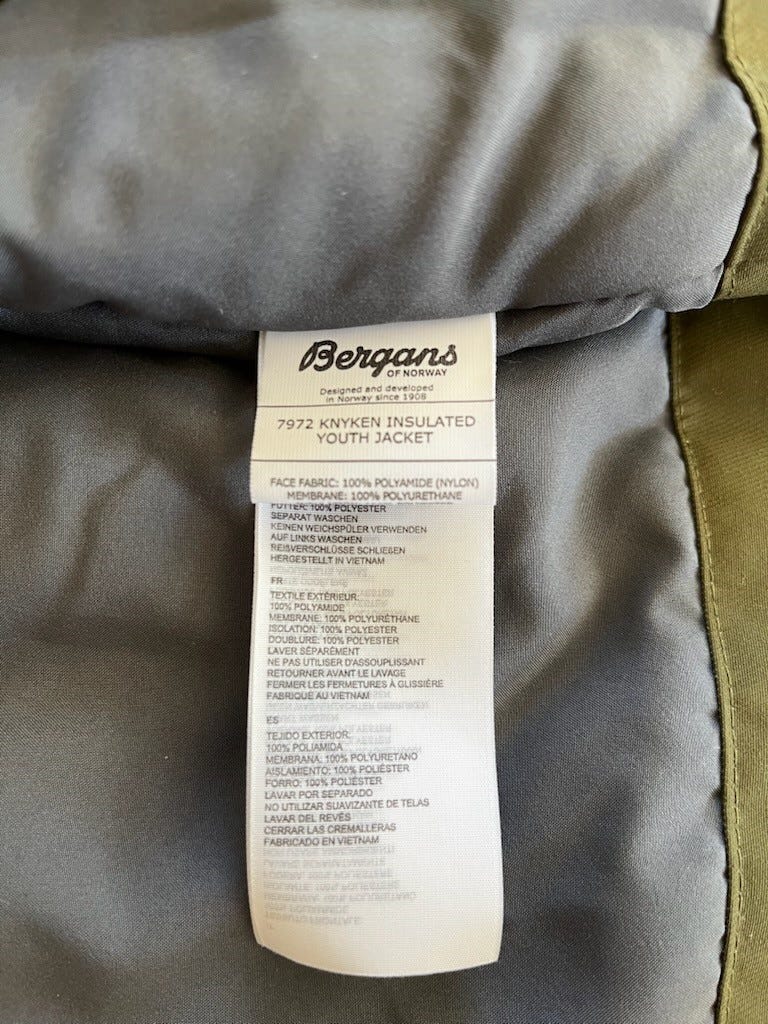 Bergans
OF NORWAY
Designed and developed
in Norway since 1908
7972 KNYKEN INSULATED
YOUTH JACKET
FACE FABRIC: 100% POLYAMIDE (NYLON)
MEMBRANE: 100% POLYURETHANE
FUTTER: 100% POLYESTER
SEPARAT WASCHEN
KEINEN WEICHSPÜLER VERWENDEN
AUF LINKS WASCHEN
REIßVERSCHLÜSSE SCHLIEßEN
HERGESTELLT IN VIETNAM
FR
TEXTILE EXTÉRIEUR:
100% POLYAMIDE
MEMBRANE: 100% POLYURÉTHANE
ISOLATION: 100% POLYESTER
DOUBLURE: 100% POLYESTER
LAVER SÉPARÉMENT
NE PAS UTILISER D'ASSOUPLISSANT
RETOURNER AVANT LE LAVAGE
FERMER LES FERMETURES À GLISSIÈRE
FABRIQUÉ AU VIETNAM
ES
TEJIDO EXTERIOR:
100% POLIAMIDA
MEMBRANA: 100% POLIURETANO
AISLAMIENTO: 100% POLIÉSTER
FORRO: 100% POLIÉSTER
LAVAR POR SEPARADO
NO UTILIZAR SUAVIZANTE DE TELAS
LAVAR DEL REVÉS
CERRAR LAS CREMALLERAS
FABRICADO EN VIETNAM